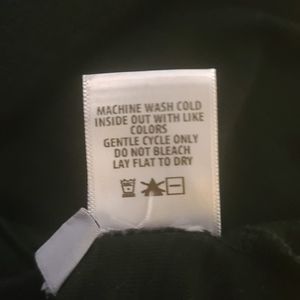 MACHINE WASH COLD
INSIDE OUT WITH LIKE
COLORS
GENTLE CYCLE ONLY
DO NOT BLEACH
LAY FLAT TO DRY